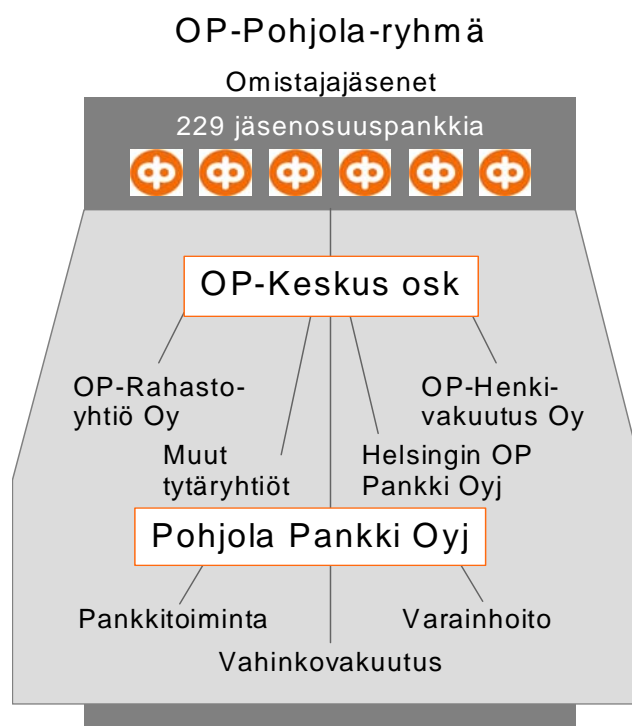 OP-Pohjola-ryhmä
Omistajajäsenet
229 jäsenosuuspankkia
OP-Keskus osk
OP-Rahasto-
yhtiö Oy
OP-Henki-
vakuutus Oy
Muut
tytäryhtiöt
Helsingin OP
Pankki Oyj
Pohjola Pankki Oyj
Pankkitoiminta
Varainhoito
Vahinkovakuutus